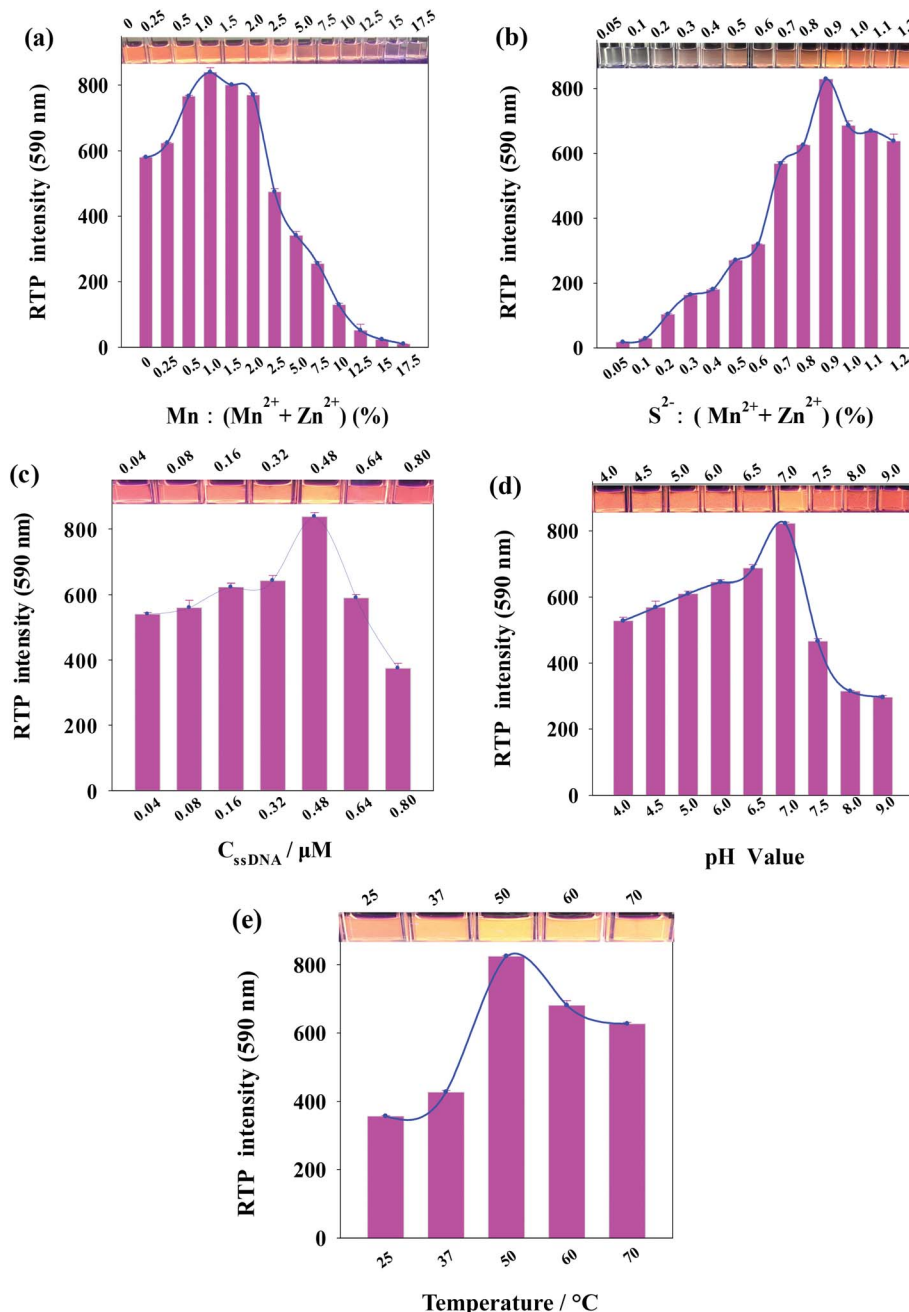 (a)
0 0.25 0.5 1.0 1.5 2.0 2.5 5.0 7.5 10 12.5 15 17.5
RTP intensity (590 nm)
800
600
400
200
0
0 0.25 0.5 1.0 1.5 2.0 2.5 5.0 7.5 10 12.5 15 17.5
Mn : (Mn2+ + Zn2+) (%)
(b)
0.05 0.1 0.2 0.3 0.4 0.5 0.6 0.7 0.8 0.9 1.0 1.1 1.2
RTP intensity (590 nm)
800
600
400
200
0
0.05 0.1 0.2 0.3 0.4 0.5 0.6 0.7 0.8 0.9 1.0 1.1 1.2
S2- : ( Mn2+ + Zn2+) (%)
(c)
0.04 0.08 0.16 0.32 0.48 0.64 0.80
RTP intensity (590 nm)
800
600
400
200
0
0.04 0.08 0.16 0.32 0.48 0.64 0.80
CssDNA / μM
(d)
4.0 4.5 5.0 6.0 6.5 7.0 7.5 8.0 9.0
RTP intensity (590 nm)
800
600
400
200
0
4.0 4.5 5.0 6.0 6.5 7.0 7.5 8.0 9.0
pH Value
(e)
25 37 50 60 70
RTP intensity (590 nm)
800
600
400
200
0
25 37 50 60 70
Temperature / °C